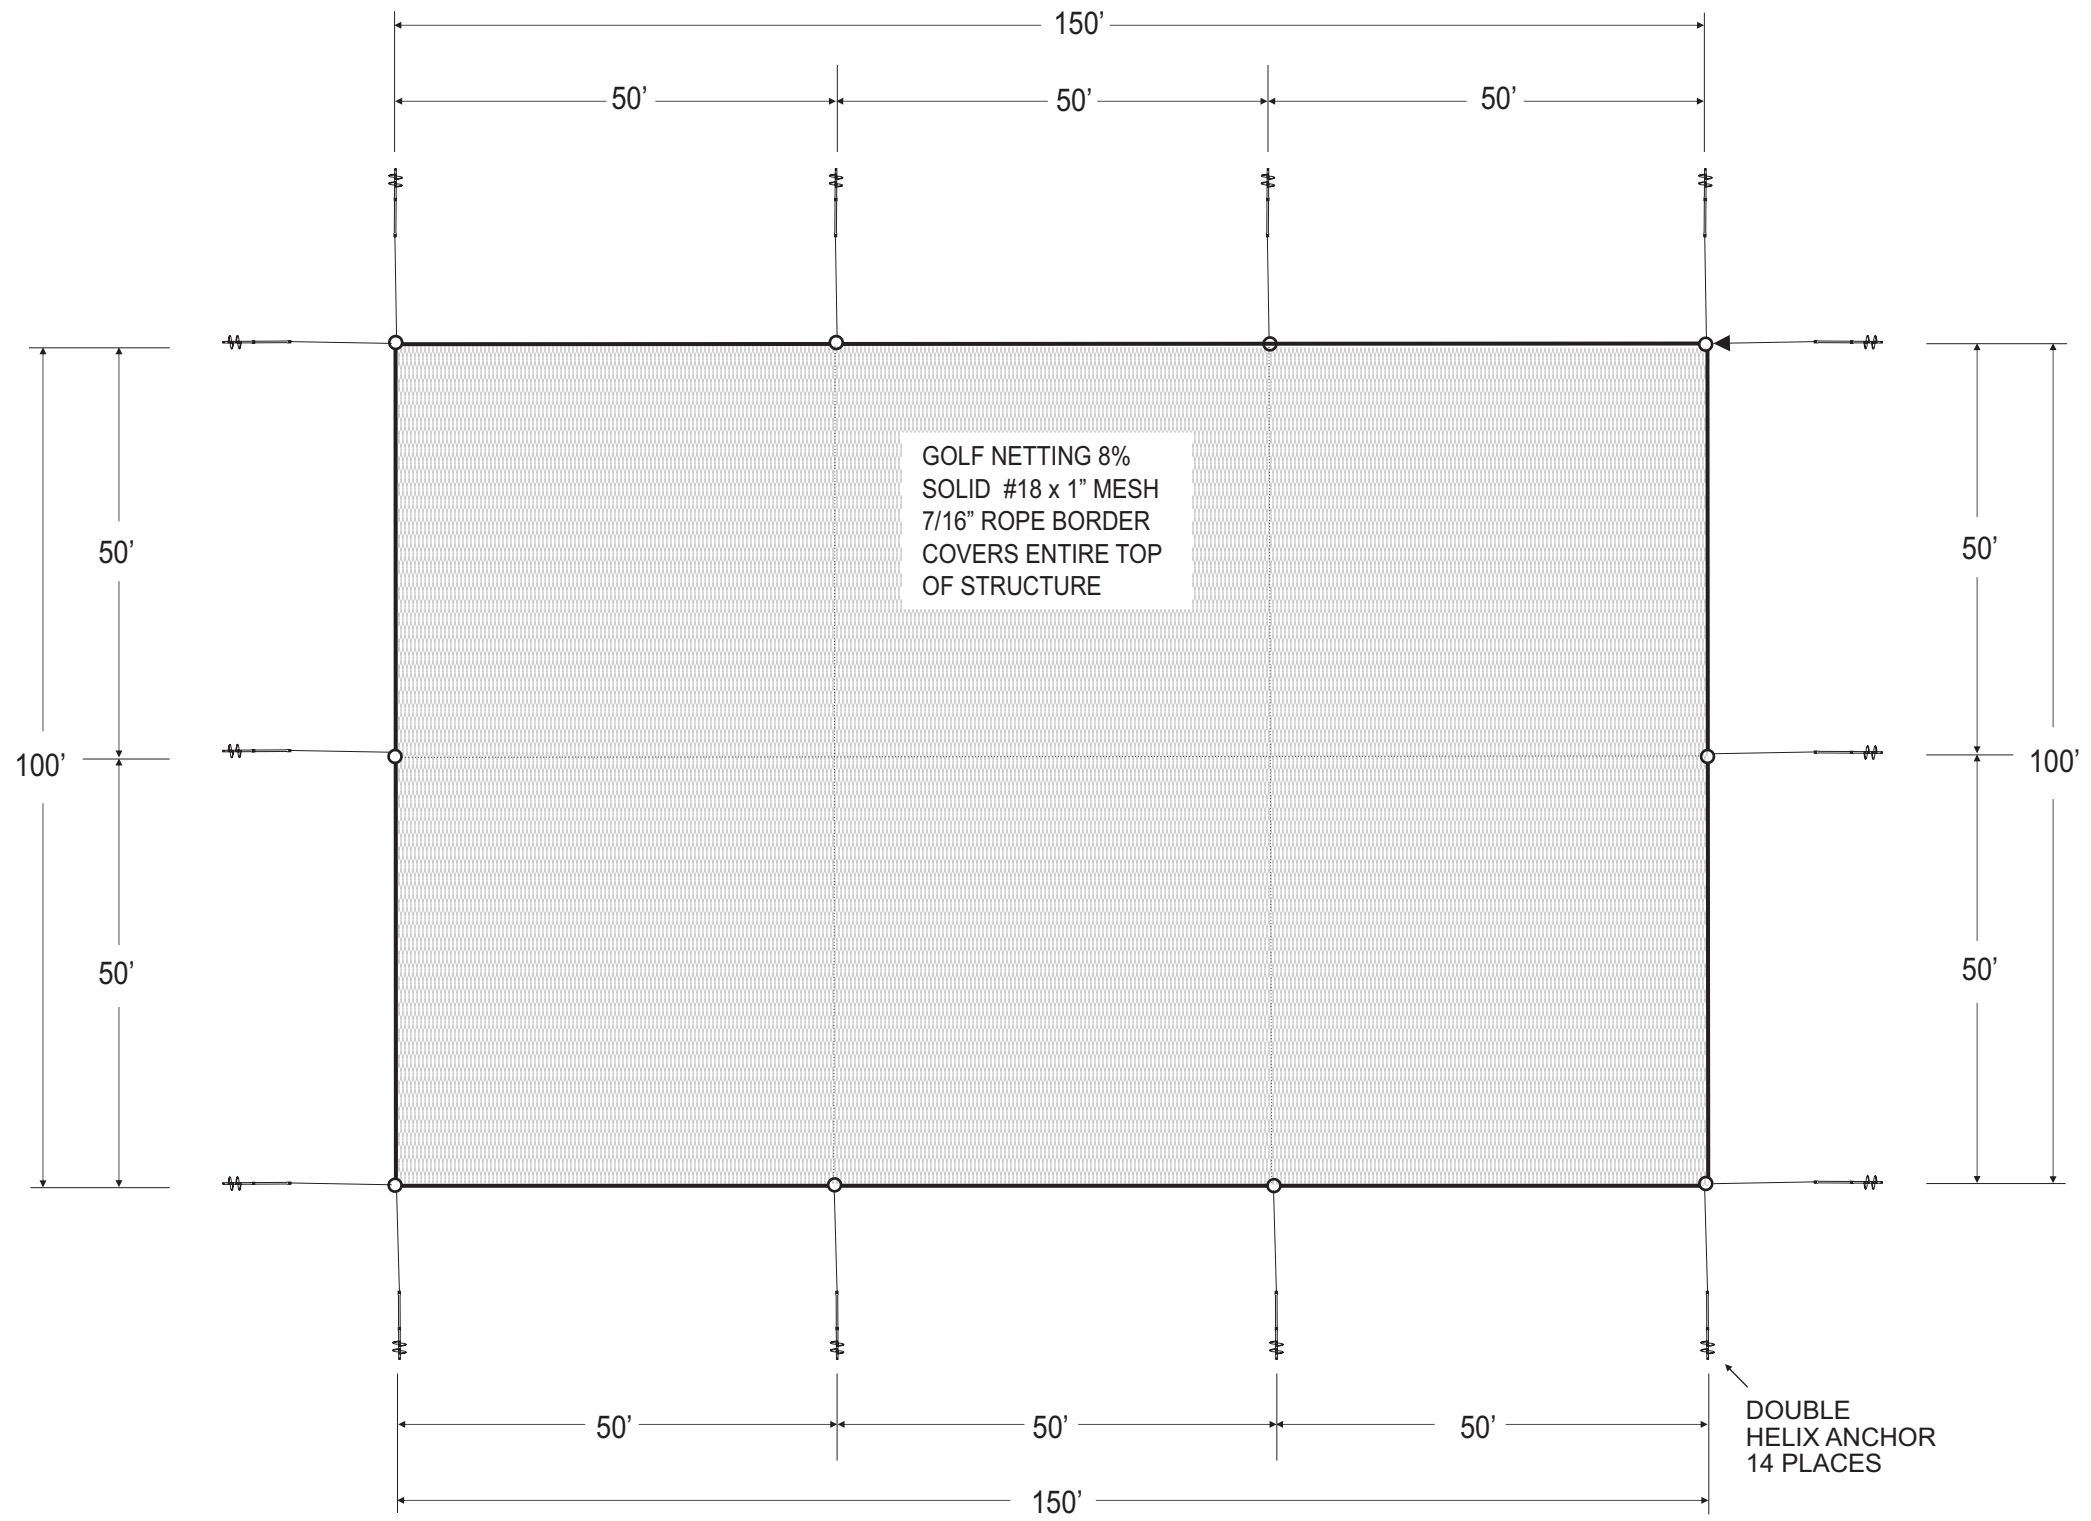 150’
50’ 50’ 50’
GOLF NETTING 8%
SOLID #18 x 1” MESH
7/16” ROPE BORDER
COVERS ENTIRE TOP
OF STRUCTURE
50’
50’
100’
100’
50’
50’
50’ 50’ 50’
DOUBLE
HELIX ANCHOR
14 PLACES
150’